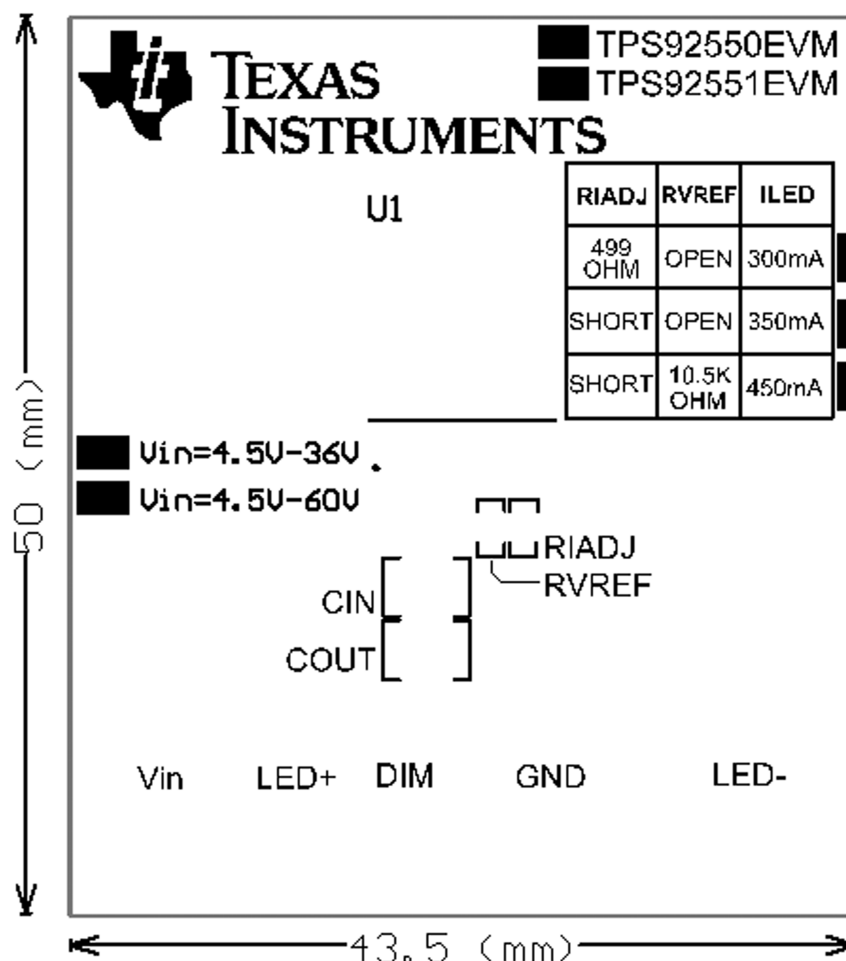 TPS92550EVM
TPS92551EVM
TEXAS
INSTRUMENTS
U1
RIADJ RVREF ILED
499 OHM OPEN 300mA
SHORT OPEN 350mA
SHORT 10.5K OHM 450mA
50 (mm)
Vin=4.5V-36V
Vin=4.5V-60V
RIADJ
RVREF
CIN
COUT
Vin LED+ DIM GND LED-
43.5 (mm)